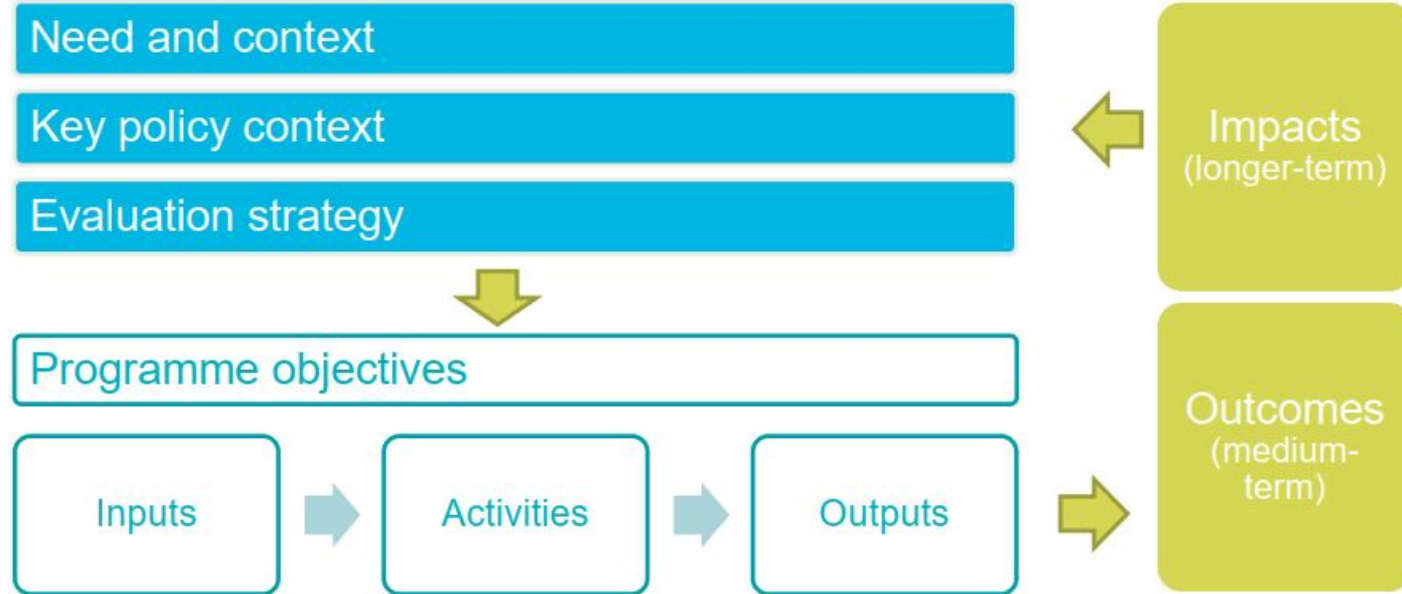 Need and context
Key policy context
Evaluation strategy
Programme objectives
Inputs
Activities
Outputs
Impacts
(longer-term)
Outcomes
(medium-
term)